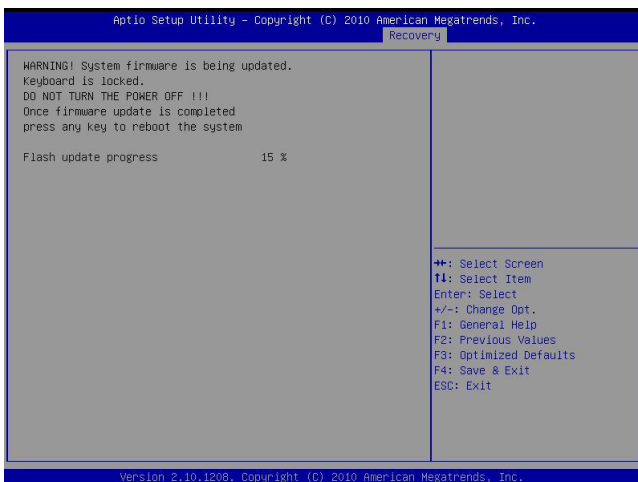 Aptio Setup Utility – Copyright (C) 2010 American Megatrends, Inc.
Recovery
WARNING! System firmware is being updated.
Keyboard is locked.
DO NOT TURN THE POWER OFF !!!
Once firmware update is completed
press any key to reboot the system
Flash update progress 15 %
→←: Select Screen
↑↓: Select Item
Enter: Select
+/-: Change Opt.
F1: General Help
F2: Previous Values
F3: Optimized Defaults
F4: Save & Exit
ESC: Exit
Version 2.10.1208. Copyright (C) 2010 American Megatrends, Inc.